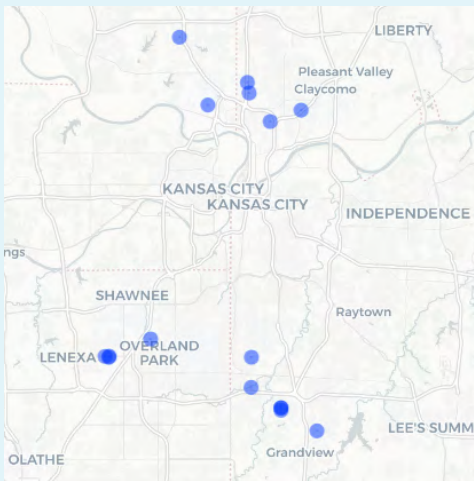 LIBERTY
Pleasant Valley
Claycomo
KANSAS CITY
KANSAS CITY
INDEPENDENCE
ngs
SHAWNEE
Raytown
OVERLAND
PARK
LENEXA
LEE'S SUMM
Grandview
OLATHE